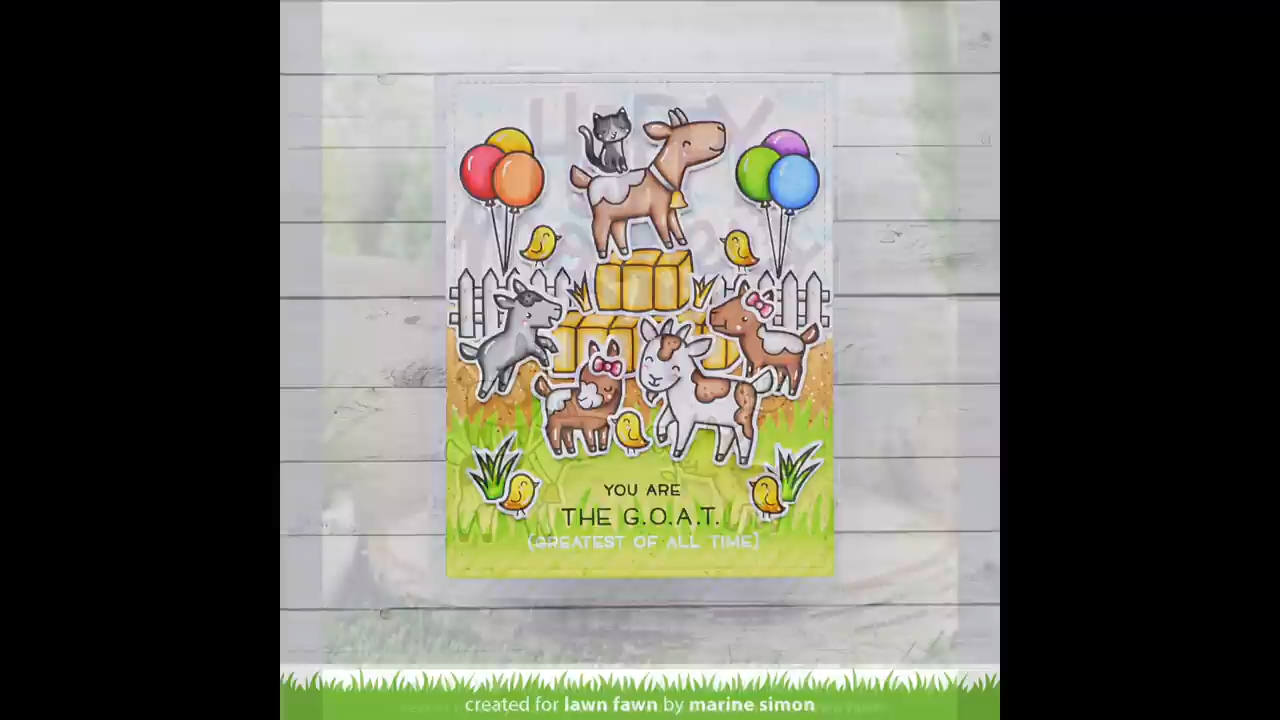 YOU ARE
THE G.O.A.T.
(GREATEST OF ALL TIME)
created for lawn fawn by marine simon